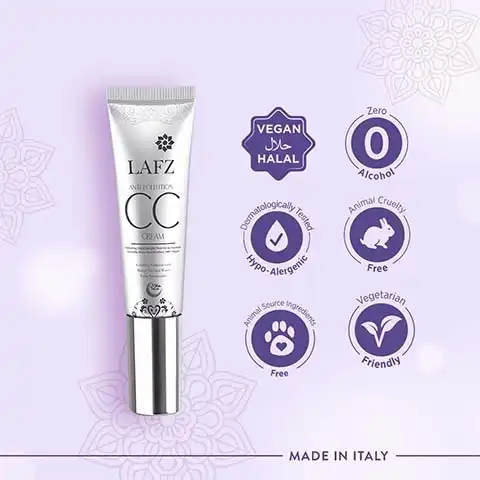 LAFZ
ANTI POLLUTION
CC
CREAM
VEGAN
حلال
HALAL
Zero
0
Alcohol
Dermatologically Tested
Hypo-Alergenic
Animal Cruelty
Free
Animal Source Ingredients
Free
Vegetarian
Friendly
MADE IN ITALY